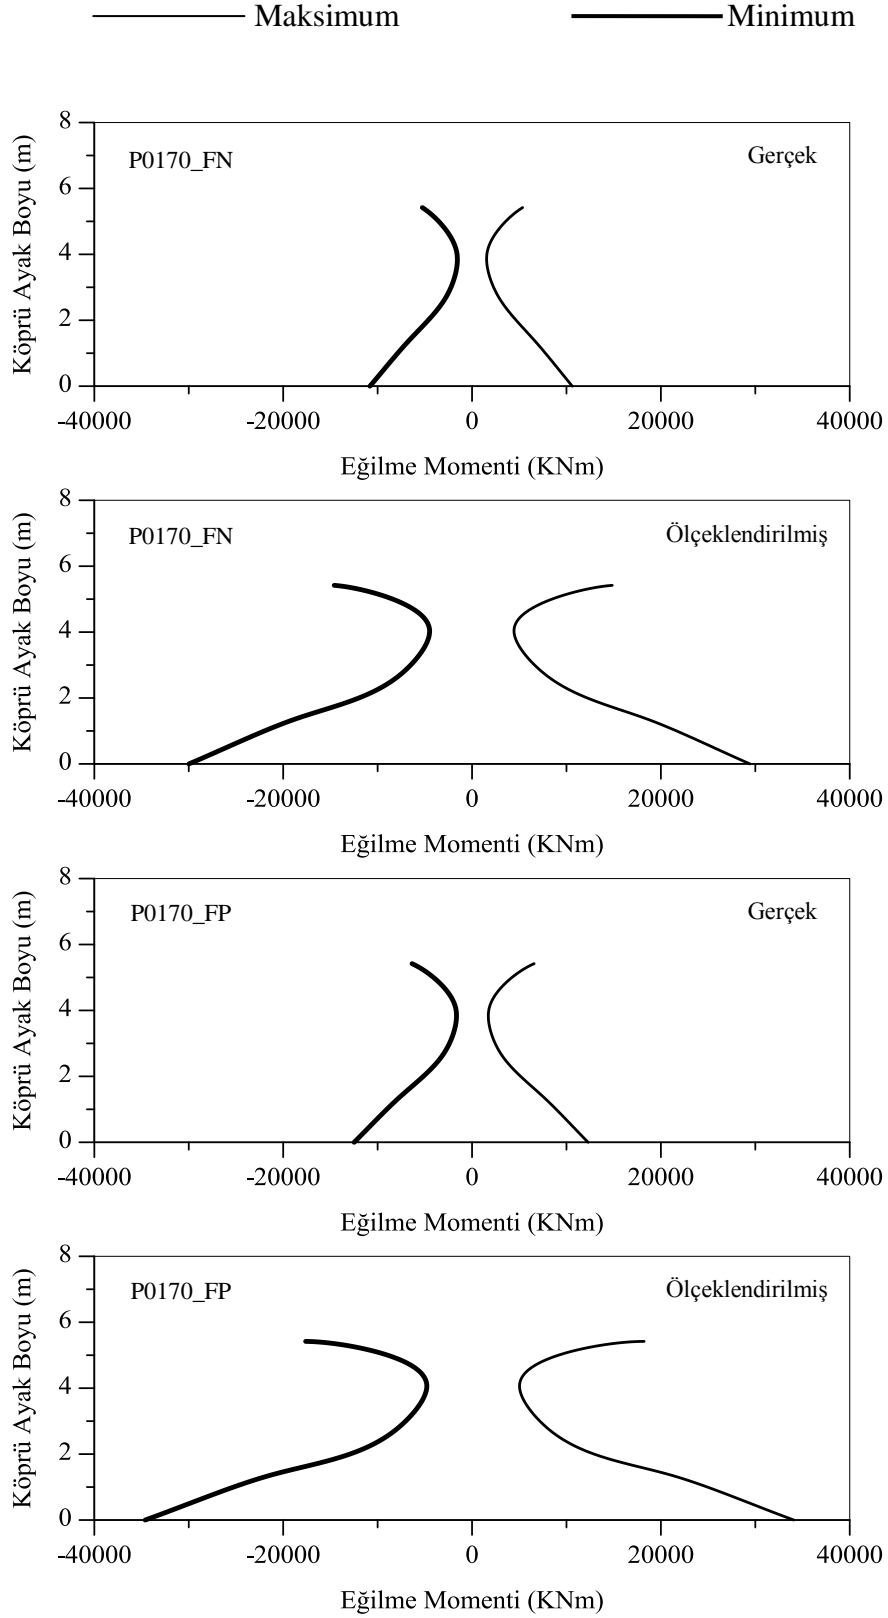 Maksimum Minimum
8
P0170_FN Gerçek
6
4
2
0
-40000 -20000 0 20000 40000
Köprü Ayak Boyu (m)
Eğilme Momenti (KNm)
8
P0170_FN Ölçeklendirilmiş
6
4
2
0
-40000 -20000 0 20000 40000
Köprü Ayak Boyu (m)
Eğilme Momenti (KNm)
8
P0170_FP Gerçek
6
4
2
0
-40000 -20000 0 20000 40000
Köprü Ayak Boyu (m)
Eğilme Momenti (KNm)
8
P0170_FP Ölçeklendirilmiş
6
4
2
0
-40000 -20000 0 20000 40000
Köprü Ayak Boyu (m)
Eğilme Momenti (KNm)